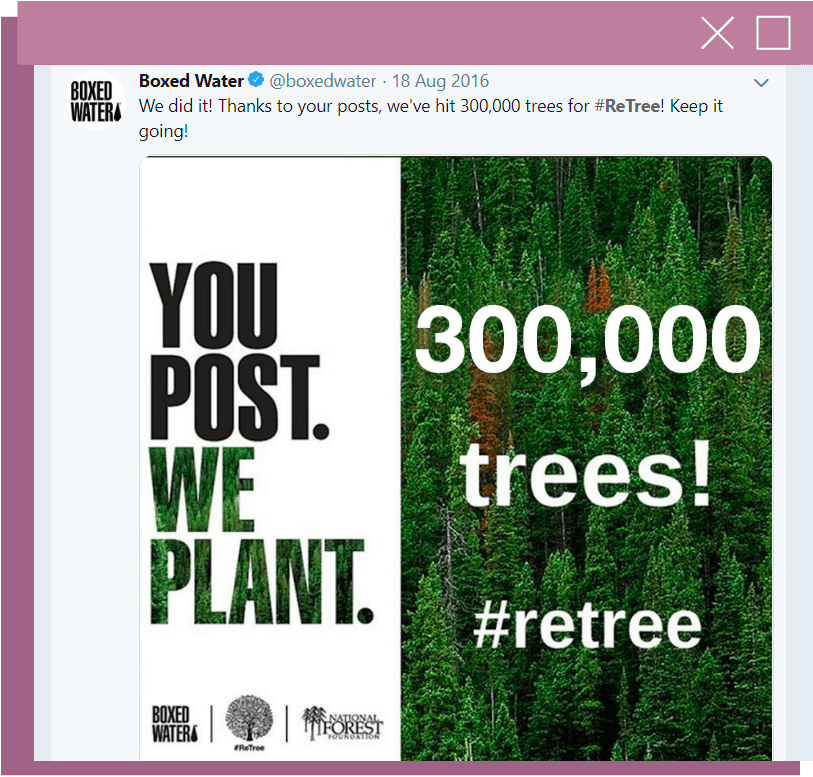 Boxed Water @boxedwater · 18 Aug 2016
We did it! Thanks to your posts, we've hit 300,000 trees for #ReTree! Keep it
going!
BOXED
WATER
YOU
POST.
WE
PLANT.
300,000
trees!
#retree
BOXED
WATER
#ReTree
NATIONAL
FOREST
FOUNDATION